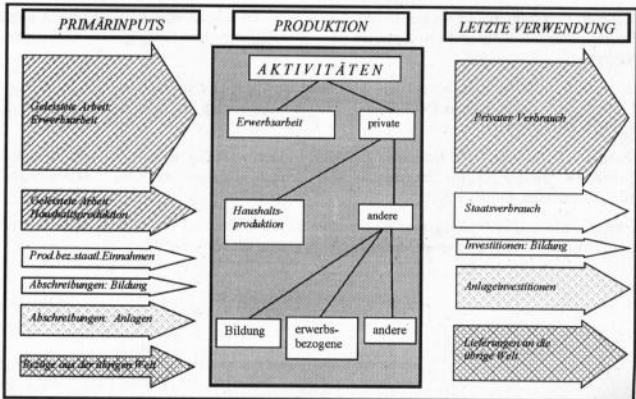 PRIMÄRINPUTS
Geleistete Arbeit:
Erwerbsarbeit
Geleistete Arbeit
Haushaltsproduktion
Prod.bez.staatl.Einnahmen
Abschreibungen: Bildung
Abschreibungen: Anlagen
Bezüge aus der übrigen Welt
PRODUKTION
AKTIVITÄTEN
Erwerbsarbeit
private
Haushalts-
produktion
andere
Bildung
erwerbs-
bezogene
andere
LETZTE VERWENDUNG
Privater Verbrauch
Staatsverbrauch
Investitionen: Bildung
Anlageinvestitionen
Lieferungen an die
übrige Welt